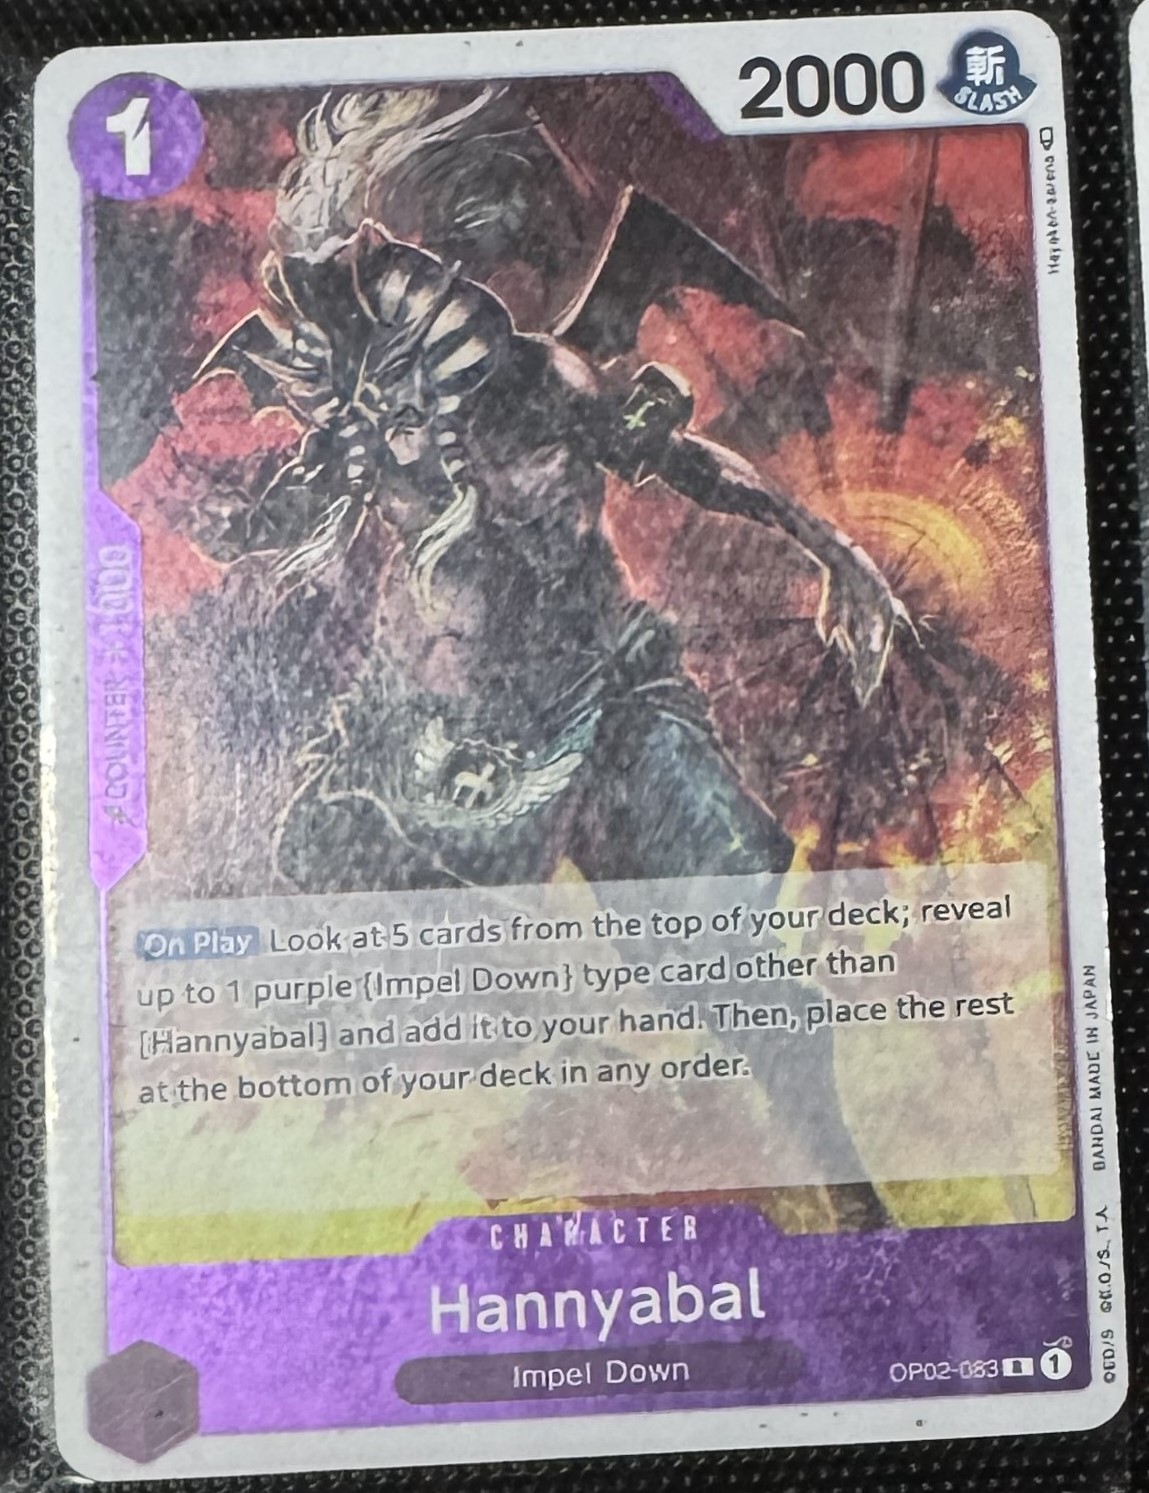 1
2000
斬
SLASH
COUNTER +1000
On Play Look at 5 cards from the top of your deck; reveal
up to 1 purple {Impel Down} type card other than
[Hannyabal] and add it to your hand. Then, place the rest
at the bottom of your deck in any order.
CHARACTER
Hannyabal
Impel Down
OP02-083 R 1
BANDAI MADE IN JAPAN